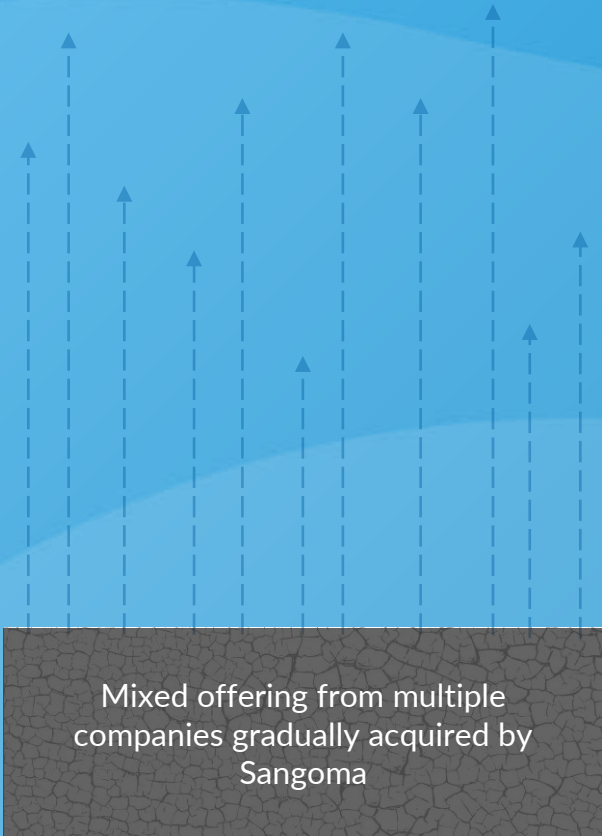 Mixed offering from multiple
companies gradually acquired by
Sangoma